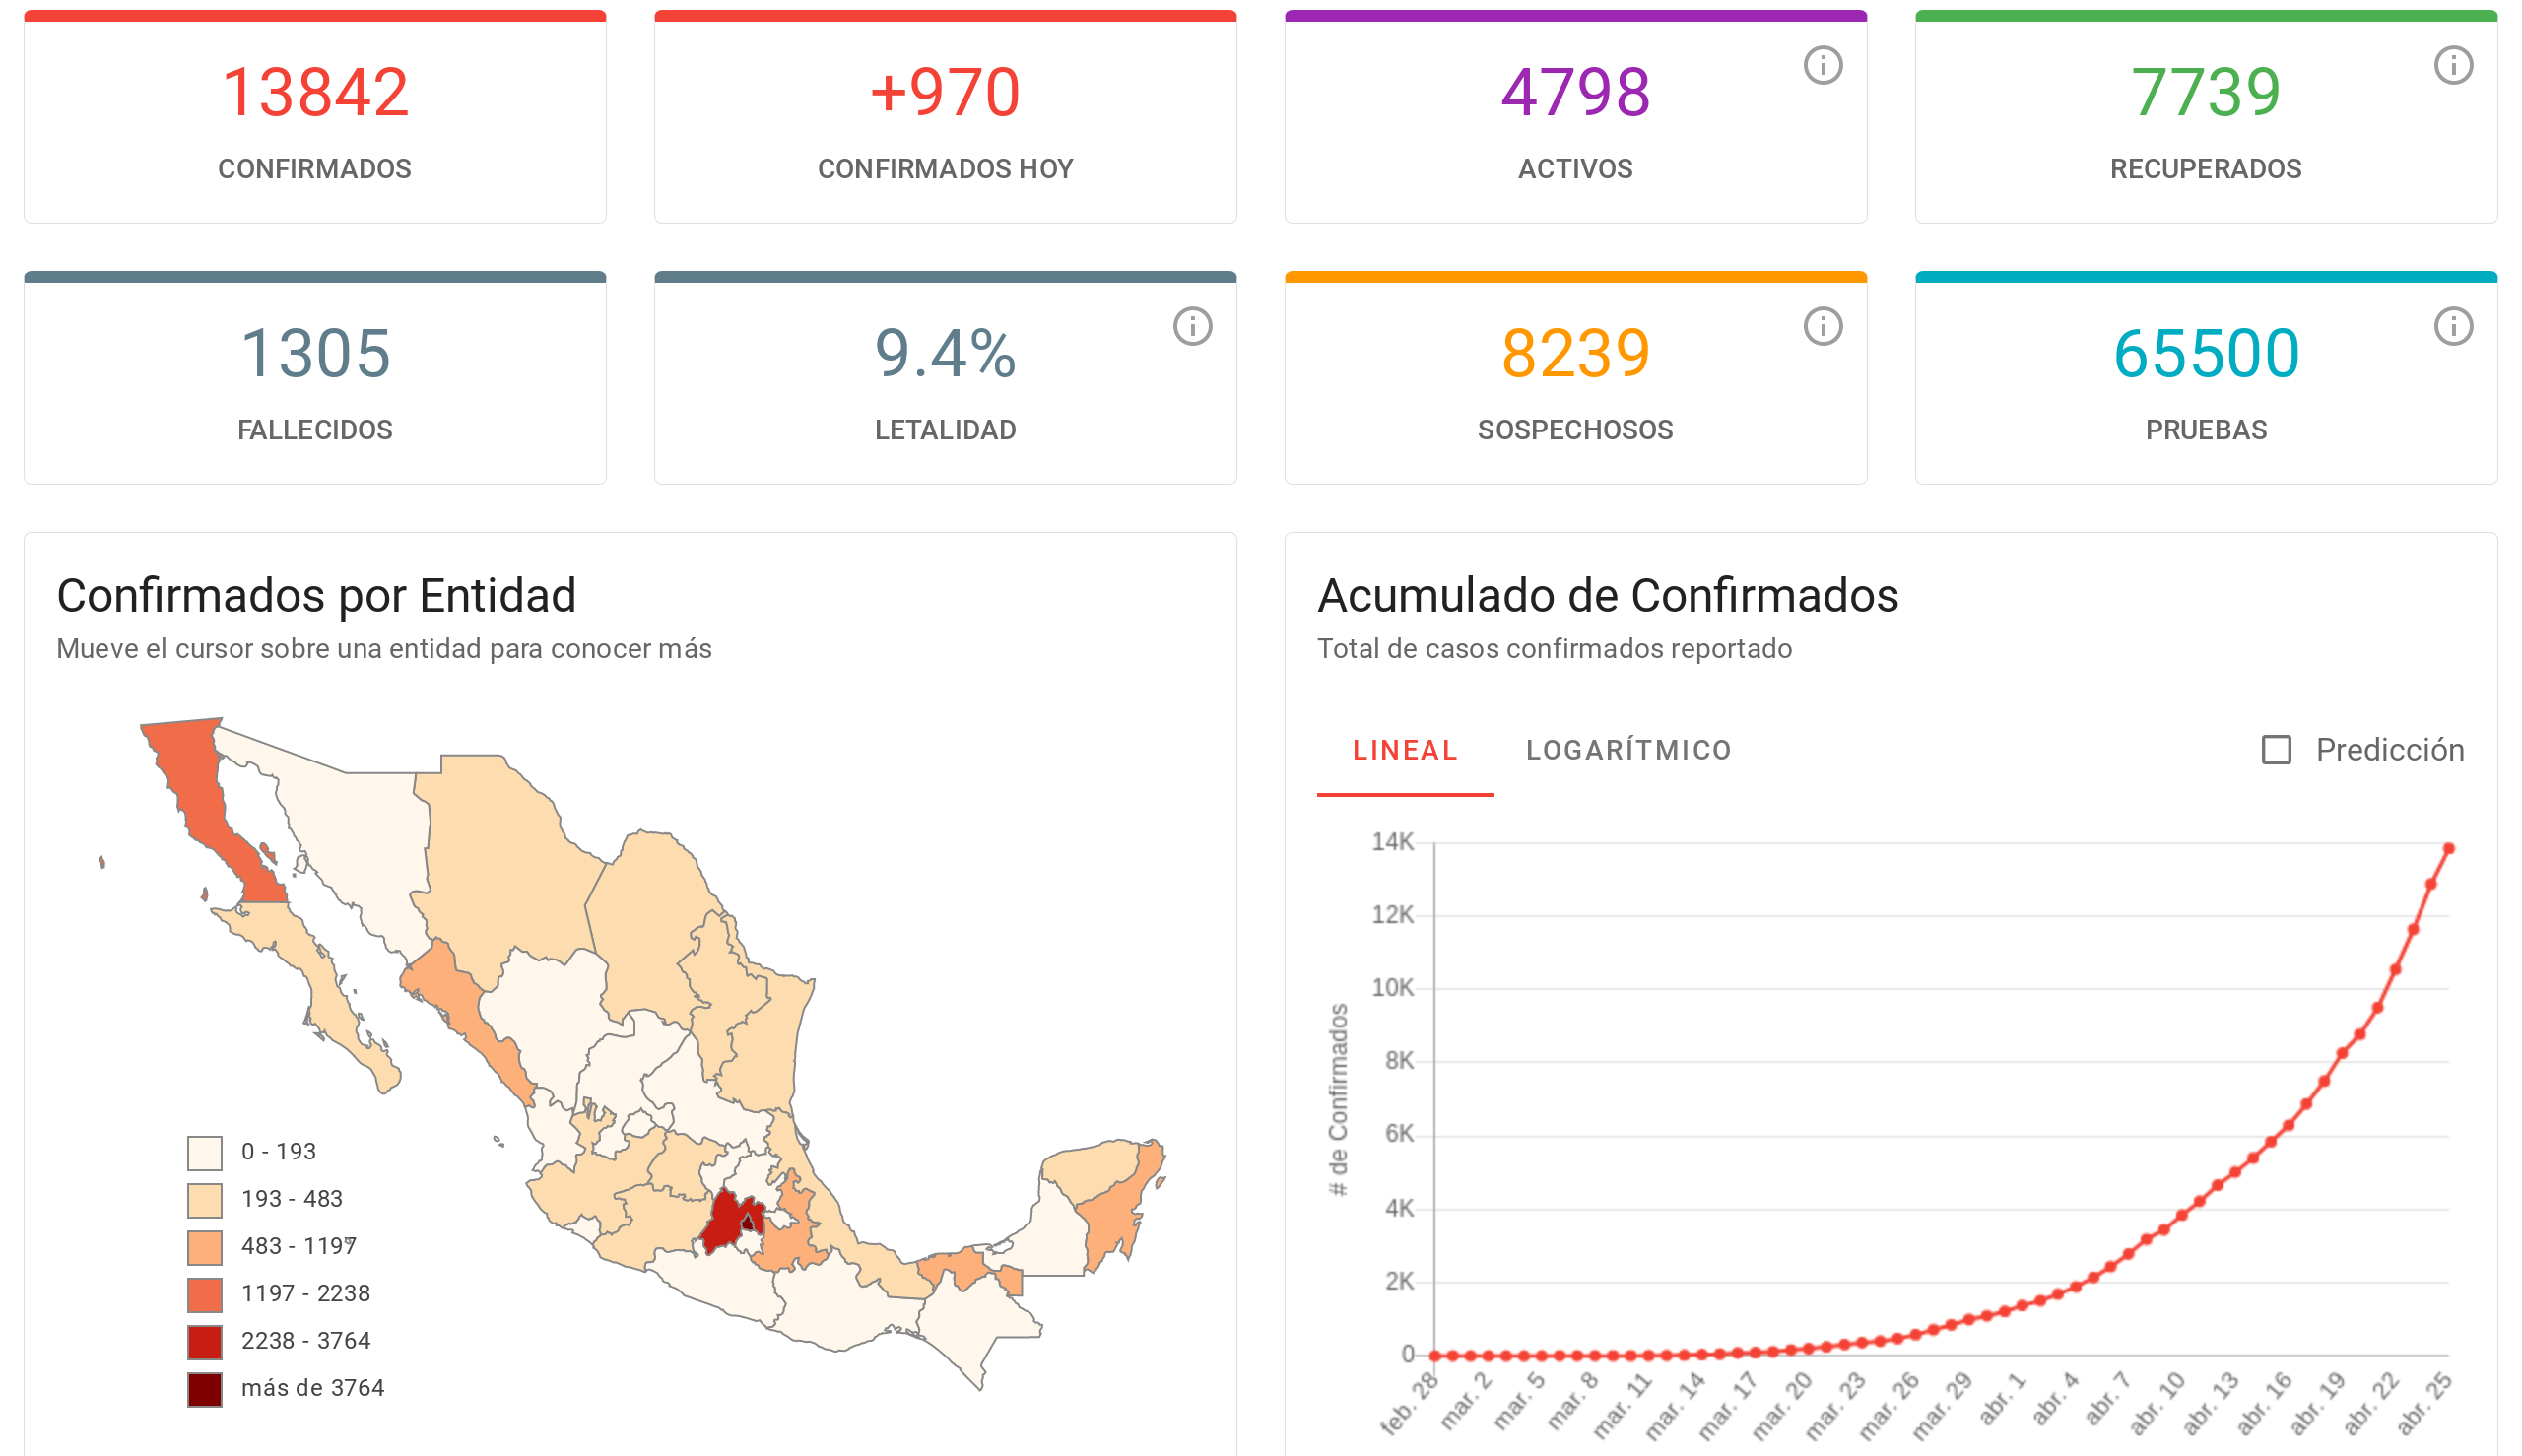 13842
CONFIRMADOS
+970
CONFIRMADOS HOY
4798
ACTIVOS
7739
RECUPERADOS
1305
FALLECIDOS
9.4%
LETALIDAD
8239
SOSPECHOSOS
65500
PRUEBAS
Confirmados por Entidad
Mueve el cursor sobre una entidad para conocer más
0 - 193
193 - 483
483 - 1197
1197 - 2238
2238 - 3764
más de 3764
Acumulado de Confirmados
Total de casos confirmados reportado
LINEAL
LOGARÍTMICO
Predicción
# de Confirmados
14K
12K
10K
8K
6K
4K
2K
0
feb. 28
mar. 2
mar. 5
mar. 8
mar. 11
mar. 14
mar. 17
mar. 20
mar. 23
mar. 26
mar. 29
abr. 1
abr. 4
abr. 7
abr. 10
abr. 13
abr. 16
abr. 19
abr. 22
abr. 25